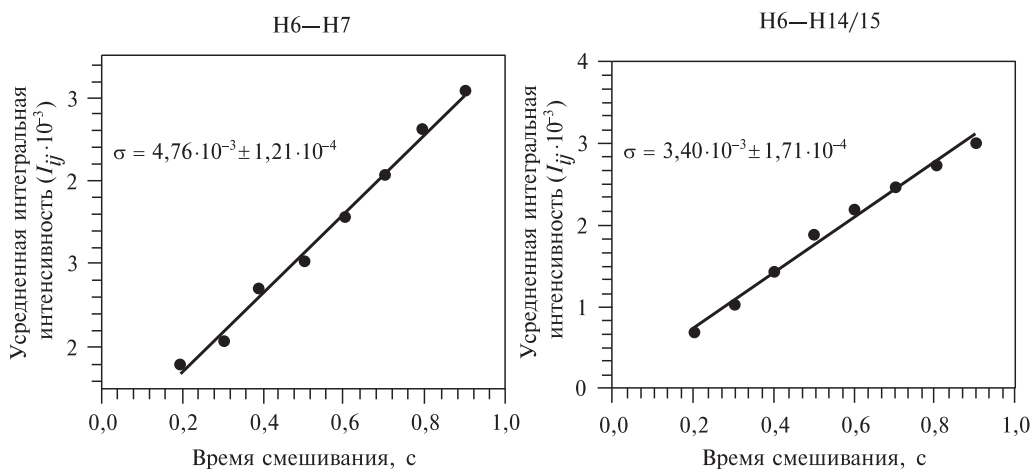 H6—H7
Усредненная интегральная
интенсивность (I_ij·10⁻³)
3
2
3
2
σ = 4,76·10⁻³±1,21·10⁻⁴
0,0 0,2 0,4 0,6 0,8 1,0
Время смешивания, с
H6—H14/15
Усредненная интегральная
интенсивность (I_ij·10⁻³)
4
3
2
1
0
σ = 3,40·10⁻³±1,71·10⁻⁴
0,0 0,2 0,4 0,6 0,8 1,0
Время смешивания, с